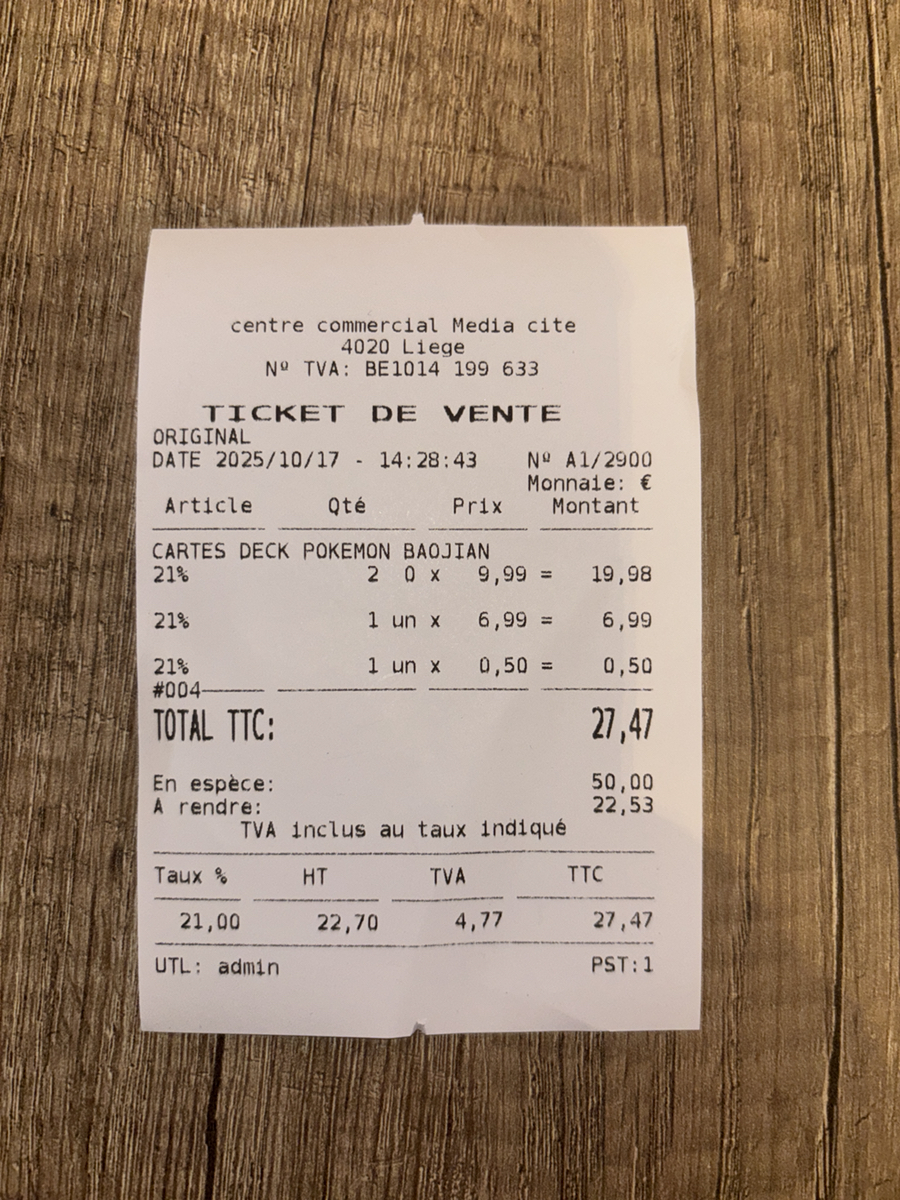 centre commercial Media cite
4020 Liege
Nº TVA: BE1014 199 633
TICKET DE VENTE
ORIGINAL
DATE 2025/10/17 - 14:28:43 Nº A1/2900
Monnaie: €
Article Qté Prix Montant
CARTES DECK POKEMON BAOJIAN
21% 2 0 x 9,99 = 19,98
21% 1 un x 6,99 = 6,99
21% 1 un x 0,50 = 0,50
#004
TOTAL TTC: 27,47
En espèce: 50,00
A rendre: 22,53
TVA inclus au taux indiqué
Taux % HT TVA TTC
21,00 22,70 4,77 27,47
UTL: admin PST:1